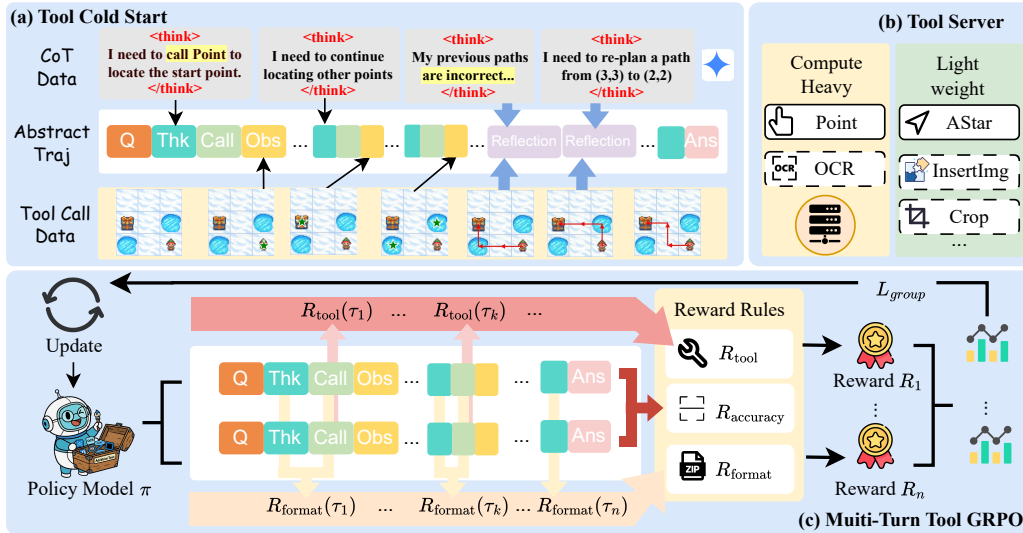 (a) Tool Cold Start
CoT
Data
<think>
I need to call Point to
locate the start point.
</think>
<think>
I need to continue
locating other points
</think>
<think>
My previous paths
are incorrect...
</think>
<think>
I need to re-plan a path
from (3,3) to (2,2)
</think>
Abstract
Traj
Q Thk Call Obs ... ... ... Reflection Reflection ... Ans
Tool Call
Data
(b) Tool Server
Compute
Heavy
Point
OCR OCR
Light
weight
AStar
InsertImg
Crop
...
Update
Policy Model π
R_tool(τ_1) ... R_tool(τ_k) ...
Q Thk Call Obs ... ... Ans
Q Thk Call Obs ... ... Ans
R_format(τ_1) ... R_format(τ_k) ... R_format(τ_n)
Reward Rules
R_tool
R_accuracy
ZIP R_format
L_group
Reward R_1
⋮
Reward R_n
⋮
(c) Muiti-Turn Tool GRPO